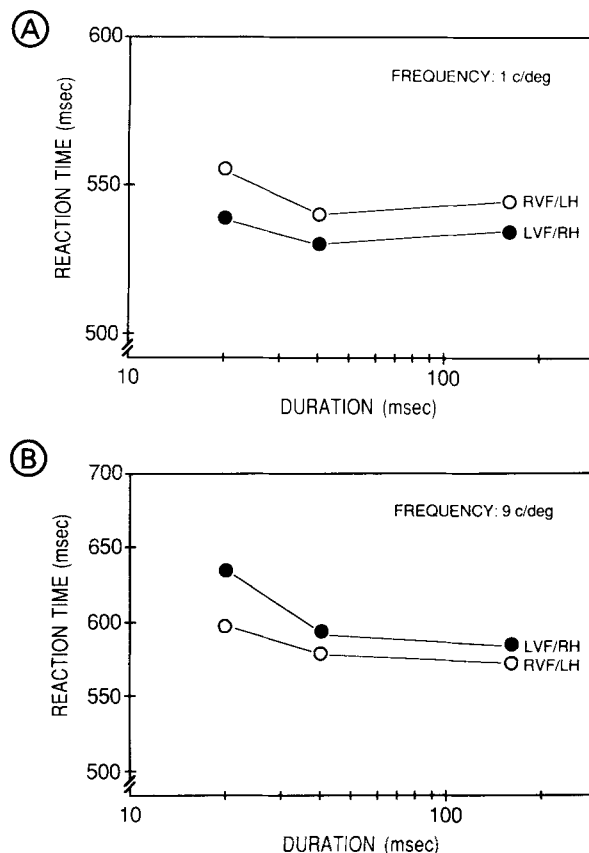 A
600
FREQUENCY: 1 c/deg
REACTION TIME (msec)
550
RVF/LH
LVF/RH
500
10
100
DURATION (msec)
B
700
FREQUENCY: 9 c/deg
REACTION TIME (msec)
650
600
LVF/RH
RVF/LH
550
500
10
100
DURATION (msec)